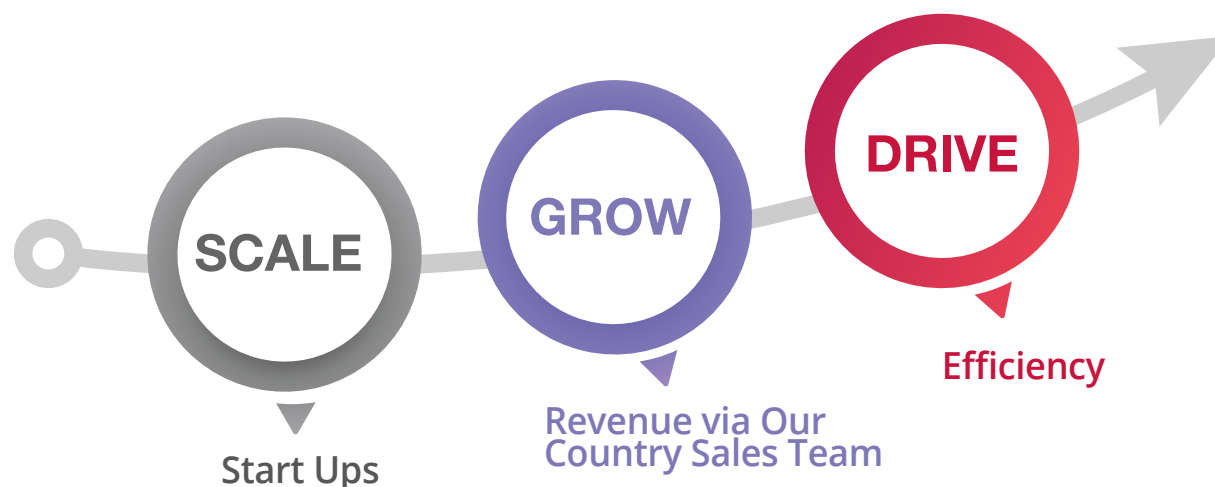 SCALE
Start Ups
GROW
Revenue via Our
Country Sales Team
DRIVE
Efficiency